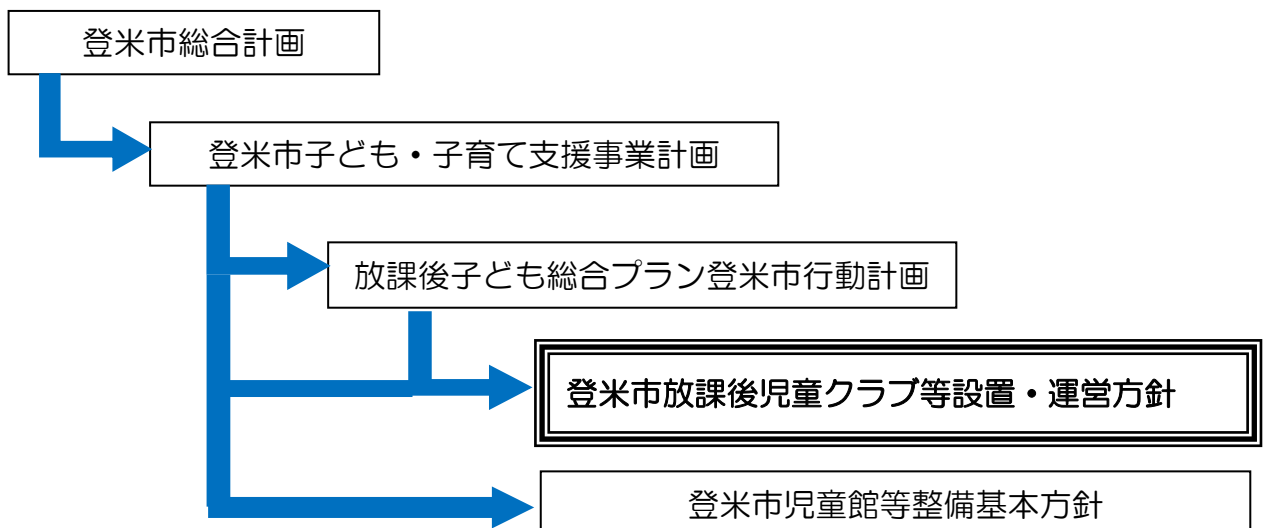 登米市総合計画
登米市子ども・子育て支援事業計画
放課後子ども総合プラン登米市行動計画
登米市放課後児童クラブ等設置・運営方針
登米市児童館等整備基本方針